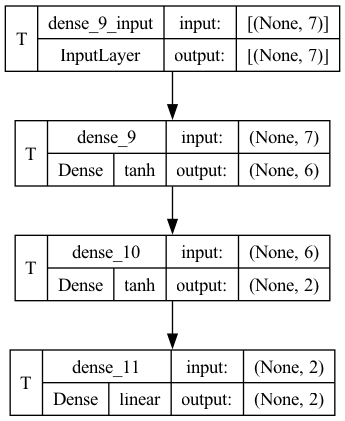 T dense_9_input input: [(None, 7)]
InputLayer output: [(None, 7)]
T dense_9 input: (None, 7)
Dense tanh output: (None, 6)
T dense_10 input: (None, 6)
Dense tanh output: (None, 2)
T dense_11 input: (None, 2)
Dense linear output: (None, 2)